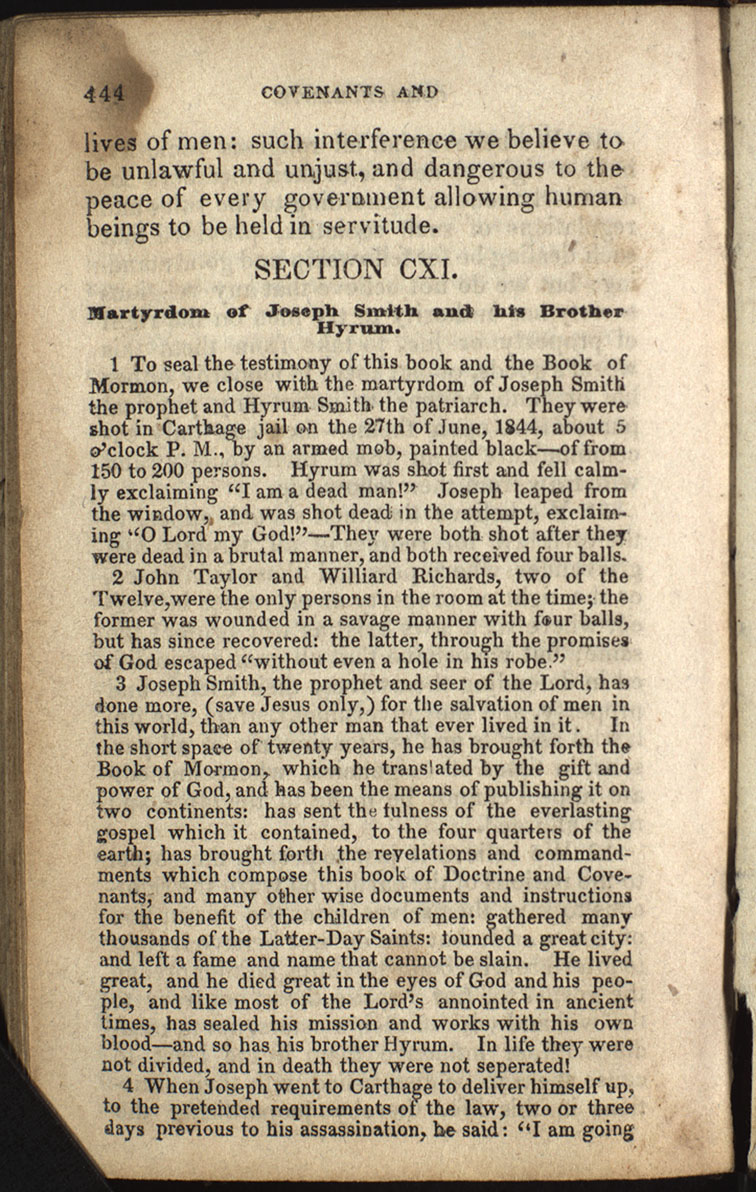 444 COVENANTS AND
lives of men: such interference we believe to
be unlawful and unjust, and dangerous to the
peace of every government allowing human
beings to be held in servitude.
SECTION CXI.
Martyrdom of Joseph Smith and his Brother
Hyrum.
1 To seal the testimony of this book and the Book of
Mormon, we close with the martyrdom of Joseph Smith
the prophet and Hyrum Smith the patriarch. They were
shot in Carthage jail on the 27th of June, 1844, about 5
o'clock P. M., by an armed mob, painted black—of from
150 to 200 persons. Hyrum was shot first and fell calm-
ly exclaiming "I am a dead man!" Joseph leaped from
the window, and was shot dead in the attempt, exclaim-
ing "O Lord my God!"—They were both shot after they
were dead in a brutal manner, and both received four balls.
2 John Taylor and Williard Richards, two of the
Twelve,were the only persons in the room at the time; the
former was wounded in a savage manner with four balls,
but has since recovered: the latter, through the promises
of God escaped "without even a hole in his robe."
3 Joseph Smith, the prophet and seer of the Lord, has
done more, (save Jesus only,) for the salvation of men in
this world, than any other man that ever lived in it. In
the short space of twenty years, he has brought forth the
Book of Mormon, which he translated by the gift and
power of God, and has been the means of publishing it on
two continents: has sent the fulness of the everlasting
gospel which it contained, to the four quarters of the
earth; has brought forth the revelations and command-
ments which compose this book of Doctrine and Cove-
nants, and many other wise documents and instructions
for the benefit of the children of men: gathered many
thousands of the Latter-Day Saints: founded a great city:
and left a fame and name that cannot be slain. He lived
great, and he died great in the eyes of God and his peo-
ple, and like most of the Lord's annointed in ancient
times, has sealed his mission and works with his own
blood—and so has his brother Hyrum. In life they were
not divided, and in death they were not seperated!
4 When Joseph went to Carthage to deliver himself up,
to the pretended requirements of the law, two or three
days previous to his assassination, he said: "I am going